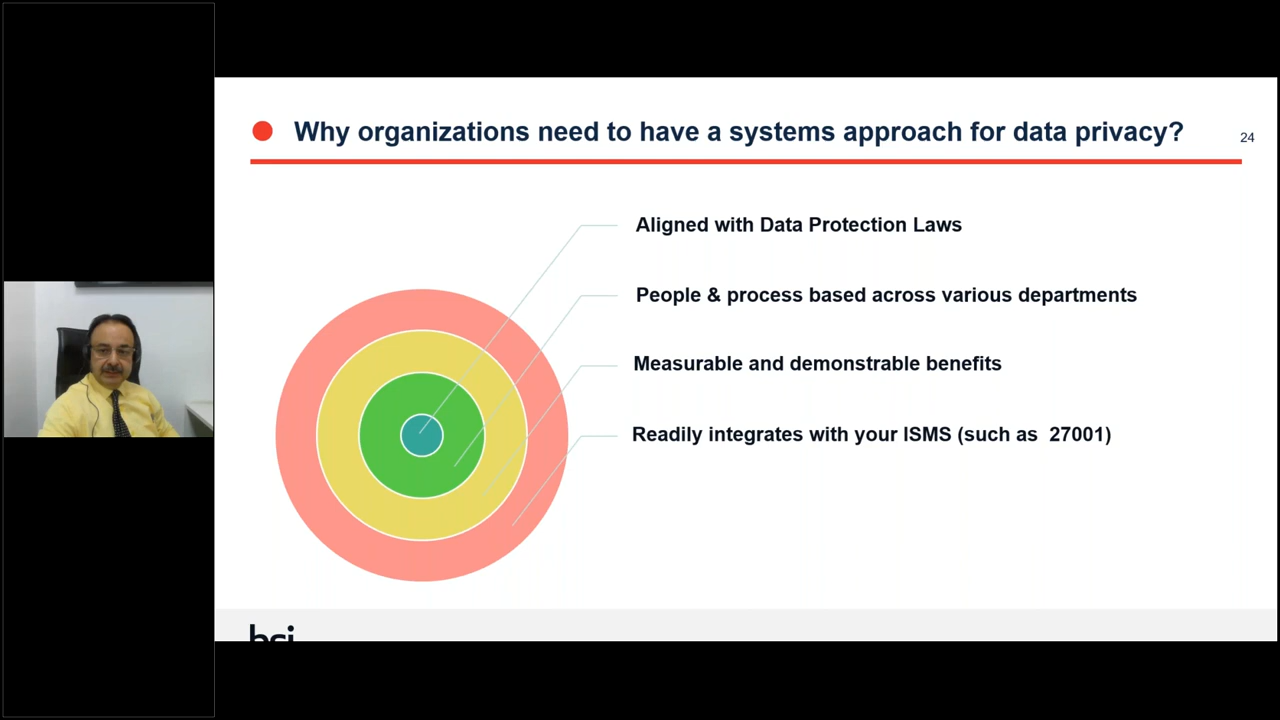 Why organizations need to have a systems approach for data privacy?
24
Aligned with Data Protection Laws
People & process based across various departments
Measurable and demonstrable benefits
Readily integrates with your ISMS (such as  27001)
bsi